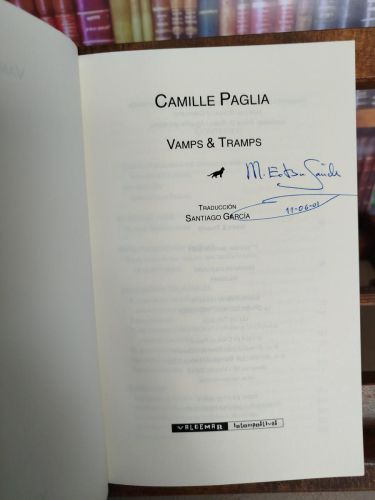 CAMILLE PAGLIA
VAMPS & TRAMPS
TRADUCCIÓN
SANTIAGO GARCÍA
11-06-01
VALDEMAR intempestivas